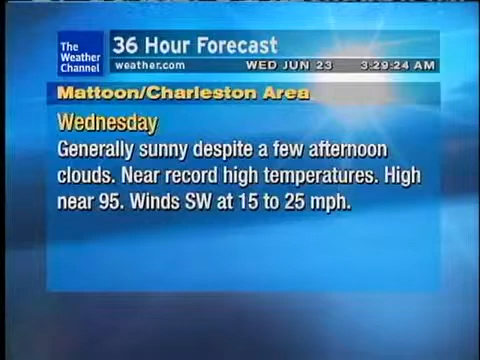 The
Weather
Channel
36 Hour Forecast
weather.com WED JUN 23 3:29:24 AM
Mattoon/Charleston Area
Wednesday
Generally sunny despite a few afternoon
clouds. Near record high temperatures. High
near 95. Winds SW at 15 to 25 mph.